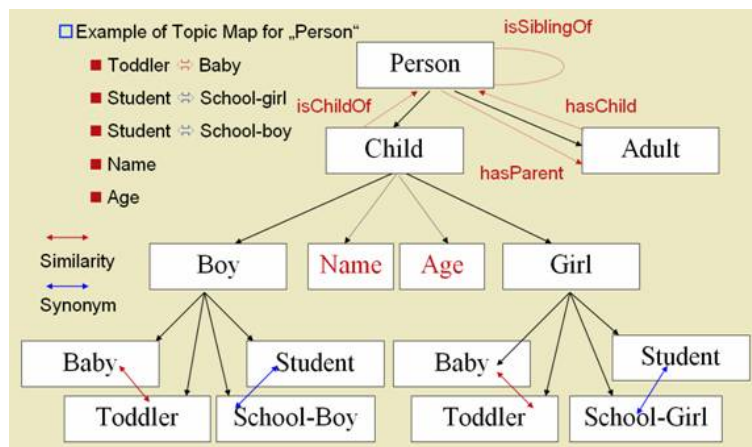 Example of Topic Map for „Person“
Toddler ⇔ Baby
Student ⇔ School-girl
Student ⇔ School-boy
Name
Age
isSiblingOf
Person
isChildOf
hasChild
Child
Adult
hasParent
Similarity
Synonym
Boy
Name
Age
Girl
Baby
Student
Toddler
School-Boy
Baby
Student
Toddler
School-Girl